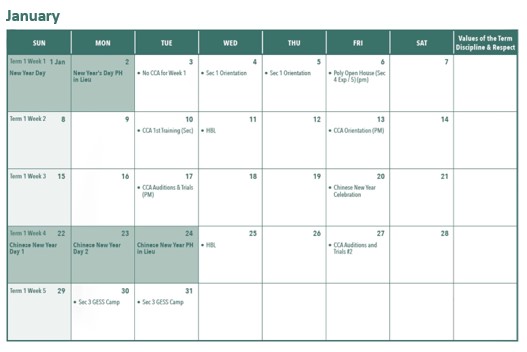 January
SUN MON TUE WED THU FRI SAT Values of the Term
Discipline & Respect
Term 1 Week 1 1 Jan 2 3 4 5 6 7
New Year Day
New Year's Day PH
in Lieu
• No CCA for Week 1
• Sec 1 Orientation
• Sec 1 Orientation
• Poly Open House (Sec
4 Exp / 5) (pm)
Term 1 Week 2 8 9 10 11 12 13 14
• CCA 1st Training (Sec)
• HBL
• CCA Orientation (PM)
Term 1 Week 3 15 16 17 18 19 20 21
• CCA Auditions & Trials
(PM)
• Chinese New Year
Celebration
Term 1 Week 4 22 23 24 25 26 27 28
Chinese New Year
Day 1
Chinese New Year
Day 2
Chinese New Year PH
in Lieu
• HBL
• CCA Auditions and
Trials #2
Term 1 Week 5 29 30 31
• Sec 3 GESS Camp
• Sec 3 GESS Camp